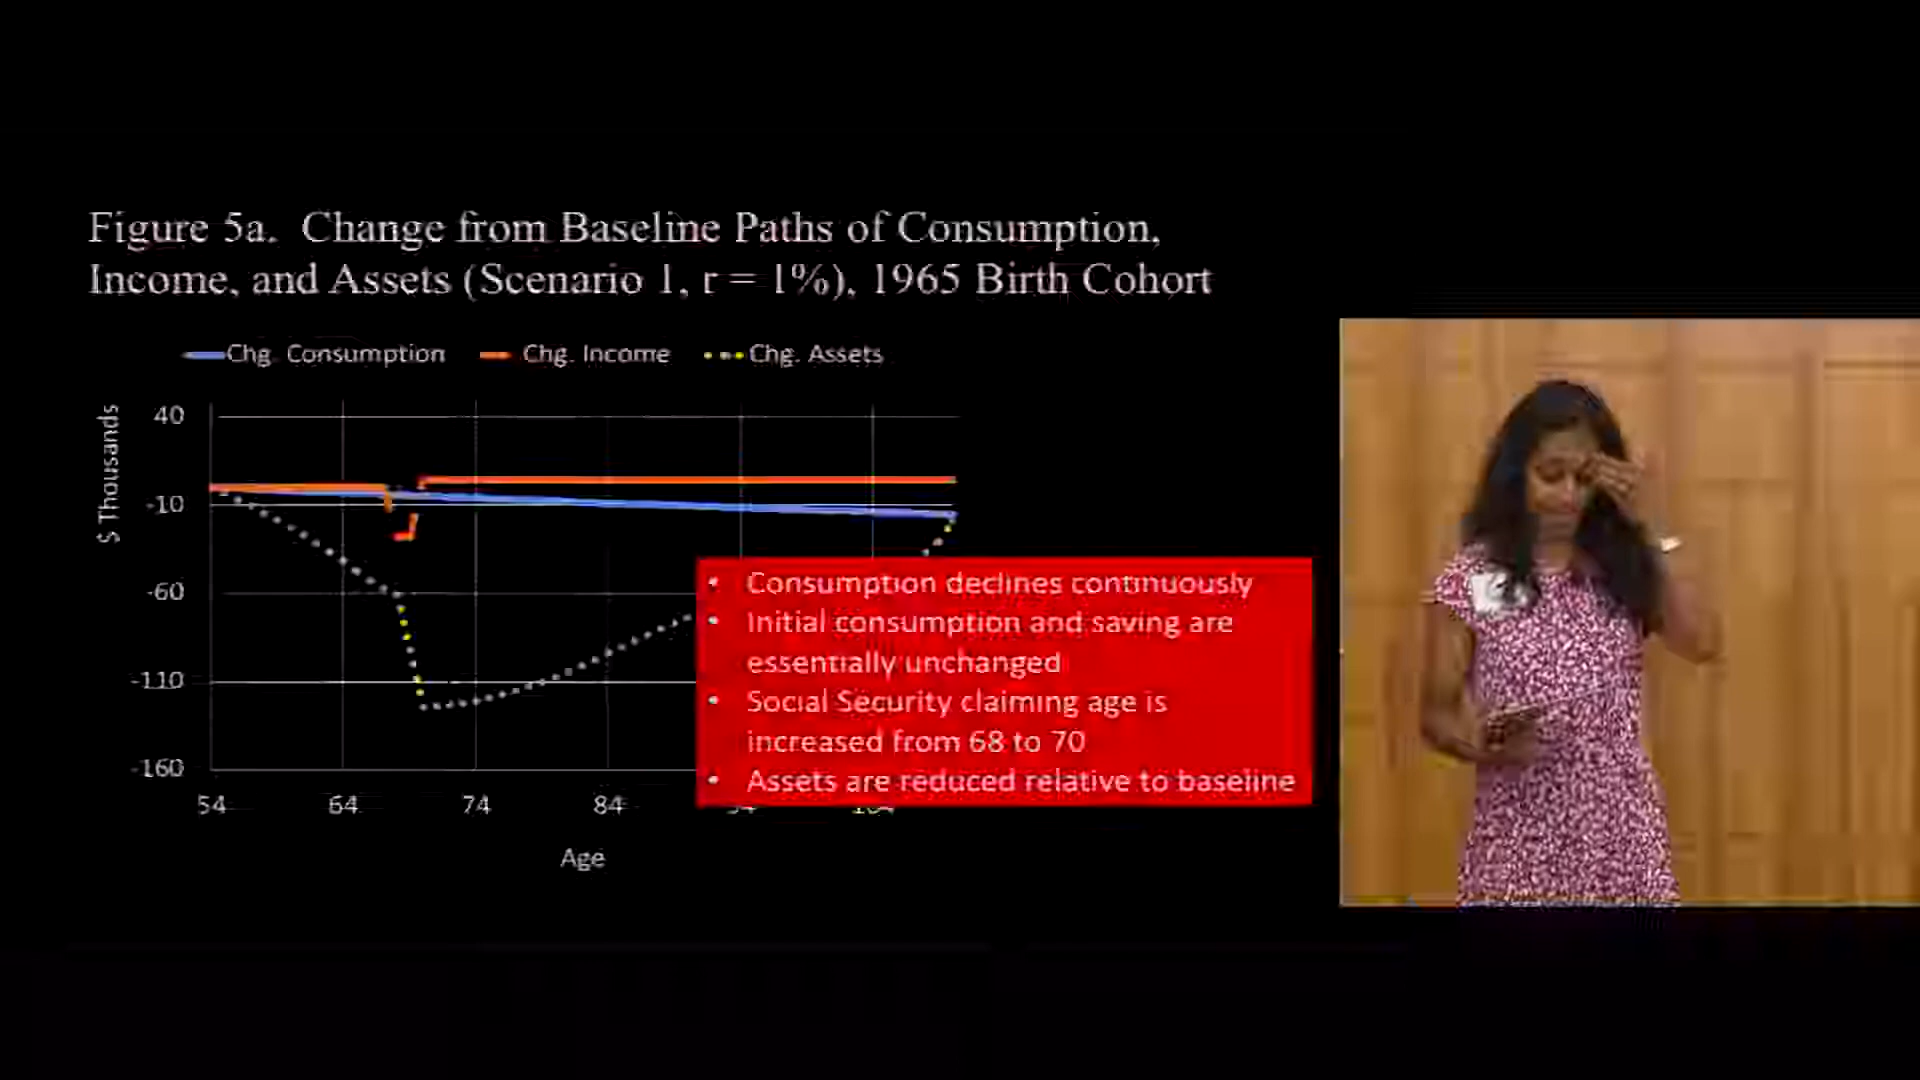 Figure 5a. Change from Baseline Paths of Consumption,
Income, and Assets (Scenario 1, r = 1%), 1965 Birth Cohort
Chg. Consumption Chg. Income Chg. Assets
$ Thousands
40
-10
-60
-110
-160
54 64 74 84 94 104
Age
• Consumption declines continuously
• Initial consumption and saving are
essentially unchanged
• Social Security claiming age is
increased from 68 to 70
• Assets are reduced relative to baseline